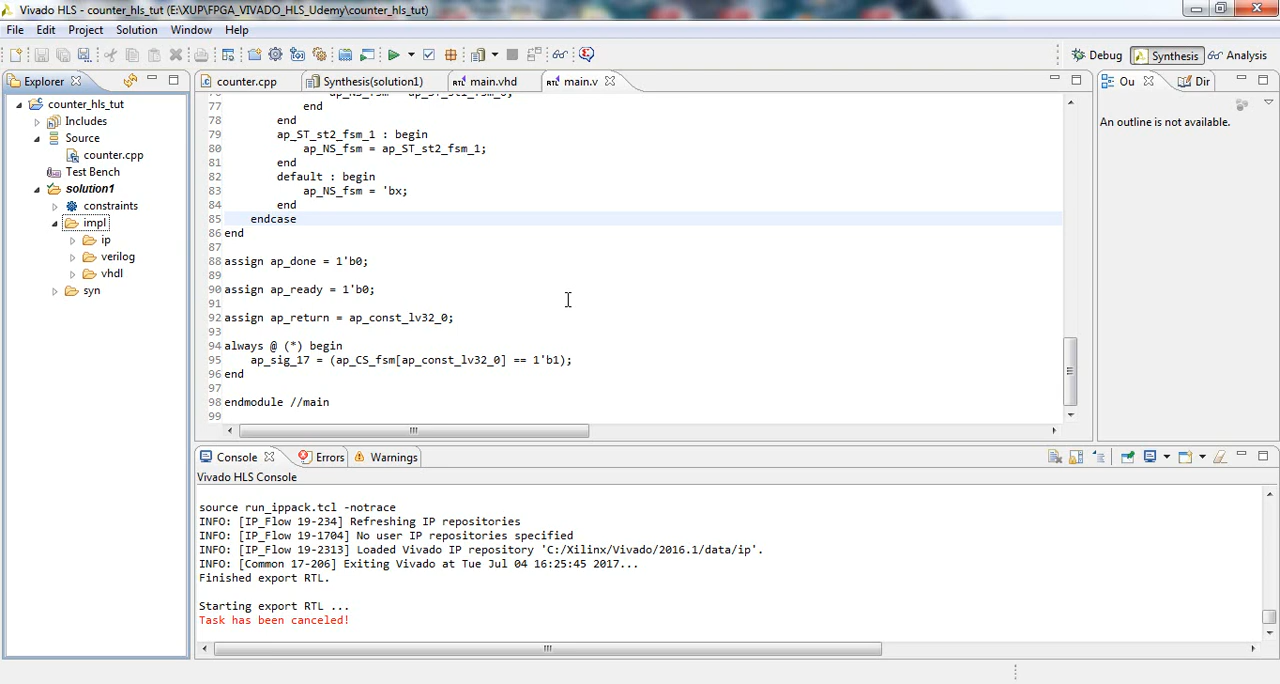 Vivado HLS - counter_hls_tut (E:\XUP\FPGA_VIVADO_HLS_Udemy\counter_hls_tut)
File Edit Project Solution Window Help
Debug Synthesis Analysis
Explorer
counter.cpp Synthesis(solution1) main.vhd main.v
Ou Dir
counter_hls_tut
Includes
Source
counter.cpp
Test Bench
solution1
constraints
impl
ip
verilog
vhdl
syn
77 end
78 end
79 ap_ST_st2_fsm_1 : begin
80 ap_NS_fsm = ap_ST_st2_fsm_1;
81 end
82 default : begin
83 ap_NS_fsm = 'bx;
84 end
85 endcase
86 end
87
88 assign ap_done = 1'b0;
89
90 assign ap_ready = 1'b0;
91
92 assign ap_return = ap_const_lv32_0;
93
94 always @ (*) begin
95 ap_sig_17 = (ap_CS_fsm[ap_const_lv32_0] == 1'b1);
96 end
97
98 endmodule //main
99
An outline is not available.
Console Errors Warnings
Vivado HLS Console
source run_ippack.tcl -notrace
INFO: [IP_Flow 19-234] Refreshing IP repositories
INFO: [IP_Flow 19-1704] No user IP repositories specified
INFO: [IP_Flow 19-2313] Loaded Vivado IP repository 'C:/Xilinx/Vivado/2016.1/data/ip'.
INFO: [Common 17-206] Exiting Vivado at Tue Jul 04 16:25:45 2017...
Finished export RTL.
Starting export RTL ...
Task has been canceled!